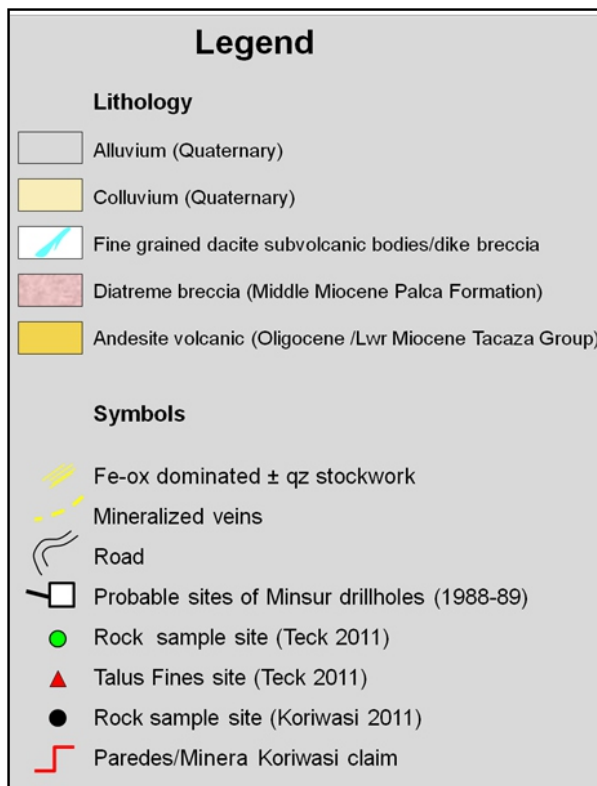 Legend
Lithology
Alluvium (Quaternary)
Colluvium (Quaternary)
Fine grained dacite subvolcanic bodies/dike breccia
Diatreme breccia (Middle Miocene Palca Formation)
Andesite volcanic (Oligocene /Lwr Miocene Tacaza Group)
Symbols
Fe-ox dominated ± qz stockwork
Mineralized veins
Road
Probable sites of Minsur drillholes (1988-89)
Rock sample site (Teck 2011)
Talus Fines site (Teck 2011)
Rock sample site (Koriwasi 2011)
Paredes/Minera Koriwasi claim